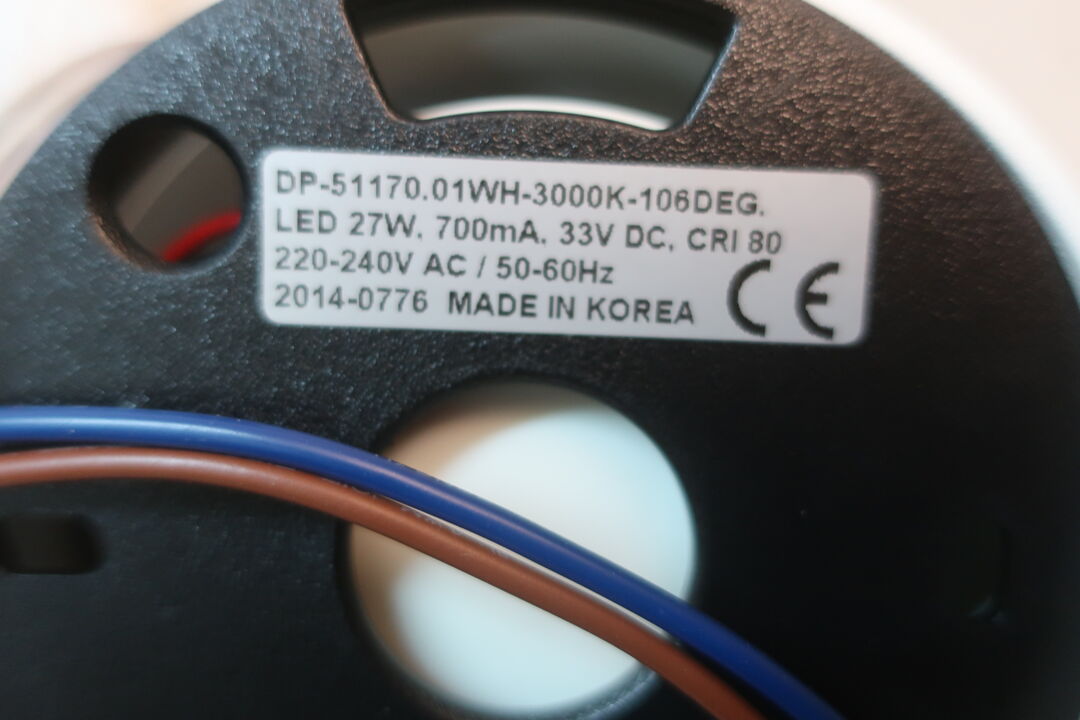 DP-51170.01WH-3000K-106DEG.
LED 27W, 700mA, 33V DC, CRI 80
220-240V AC / 50-60Hz
2014-0776 MADE IN KOREA CE